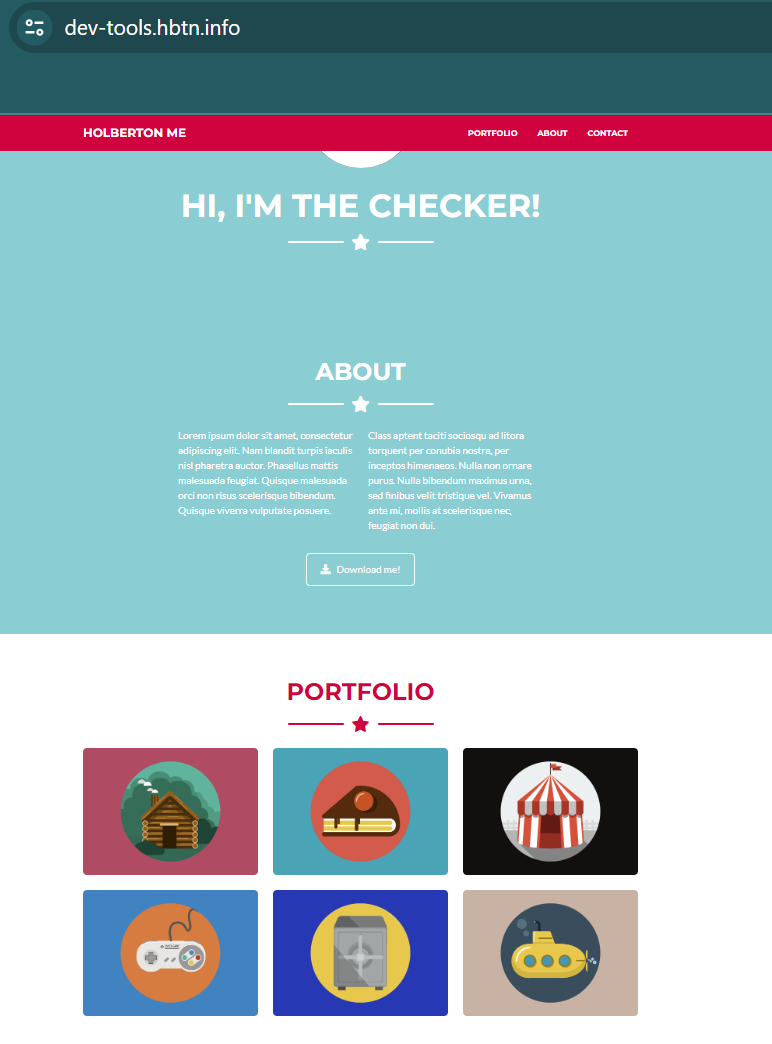 dev-tools.hbtn.info
HOLBERTON ME
PORTFOLIO
ABOUT
CONTACT
HI, I'M THE CHECKER!
ABOUT
Lorem ipsum dolor sit amet, consectetur
adipiscing elit. Nam blandit turpis iaculis
nisl pharetra auctor. Phasellus mattis
malesuada feugiat. Quisque malesuada
orci non risus scelerisque bibendum.
Quisque viverra vulputate posuere.
Class aptent taciti sociosqu ad litora
torquent per conubia nostra, per
inceptos himenaeos. Nulla non ornare
purus. Nulla bibendum maximus urna,
sed finibus velit tristique vel. Vivamus
ante mi, mollis at scelerisque nec,
feugiat non dui.
Download me!
PORTFOLIO